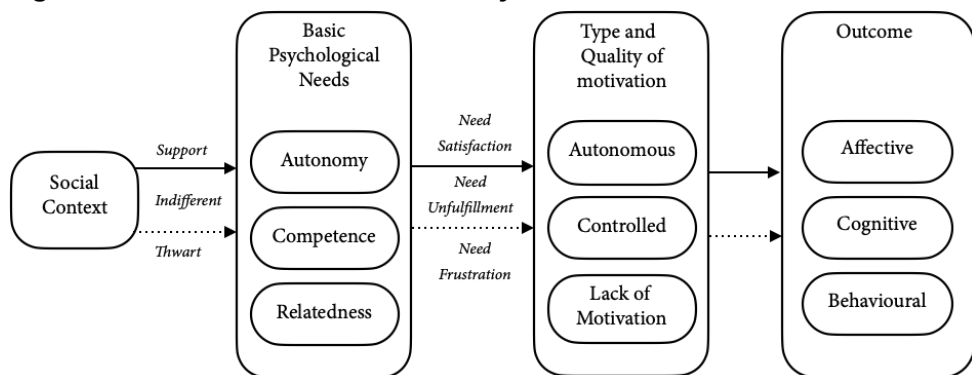 Social
Context
Support
Indifferent
Thwart
Basic
Psychological
Needs
Autonomy
Competence
Relatedness
Need
Satisfaction
Need
Unfulfillment
Need
Frustration
Type and
Quality of
motivation
Autonomous
Controlled
Lack of
Motivation
Outcome
Affective
Cognitive
Behavioural